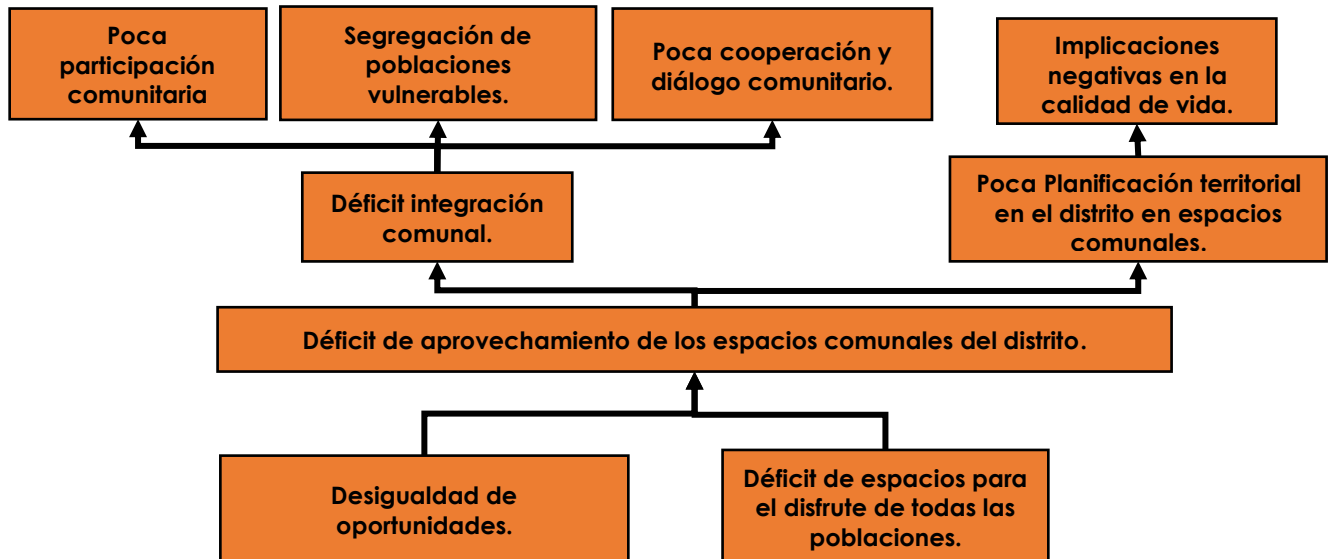 Poca
participación
comunitaria
Segregación de
poblaciones
vulnerables.
Poca cooperación y
diálogo comunitario.
Implicaciones
negativas en la
calidad de vida.
Déficit integración
comunal.
Poca Planificación territorial
en el distrito en espacios
comunales.
Déficit de aprovechamiento de los espacios comunales del distrito.
Desigualdad de
oportunidades.
Déficit de espacios para
el disfrute de todas las
poblaciones.